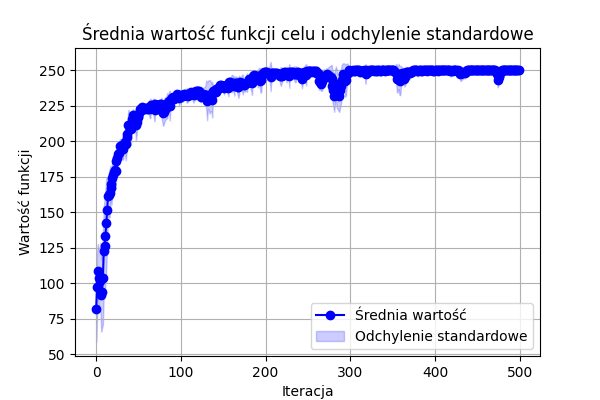 Średnia wartość funkcji celu i odchylenie standardowe
Wartość funkcji
250
225
200
175
150
125
100
75
50
0 100 200 300 400 500
Iteracja
Średnia wartość
Odchylenie standardowe